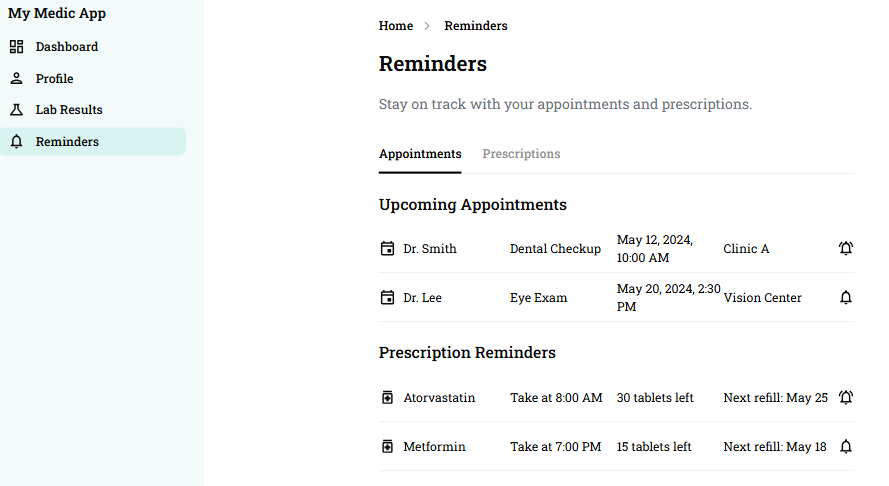 My Medic App
Dashboard
Profile
Lab Results
Reminders
Home > Reminders
Reminders
Stay on track with your appointments and prescriptions.
Appointments Prescriptions
Upcoming Appointments
Dr. Smith Dental Checkup May 12, 2024, 10:00 AM Clinic A
Dr. Lee Eye Exam May 20, 2024, 2:30 PM Vision Center
Prescription Reminders
Atorvastatin Take at 8:00 AM 30 tablets left Next refill: May 25
Metformin Take at 7:00 PM 15 tablets left Next refill: May 18